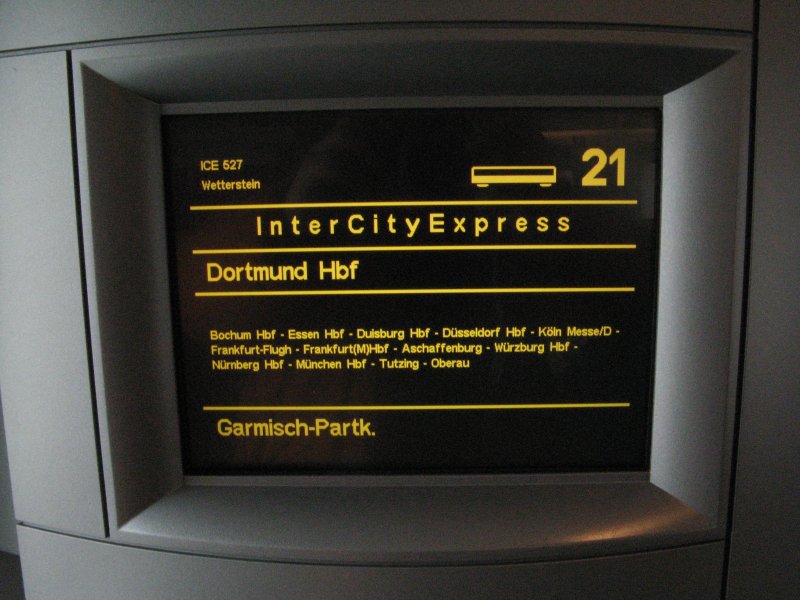 ICE 527
Wetterstein
21
InterCityExpress
Dortmund Hbf
Bochum Hbf - Essen Hbf - Duisburg Hbf - Düsseldorf Hbf - Köln Messe/D -
Frankfurt-Flugh - Frankfurt(M)Hbf - Aschaffenburg - Würzburg Hbf -
Nürnberg Hbf - München Hbf - Tutzing - Oberau
Garmisch-Partk.